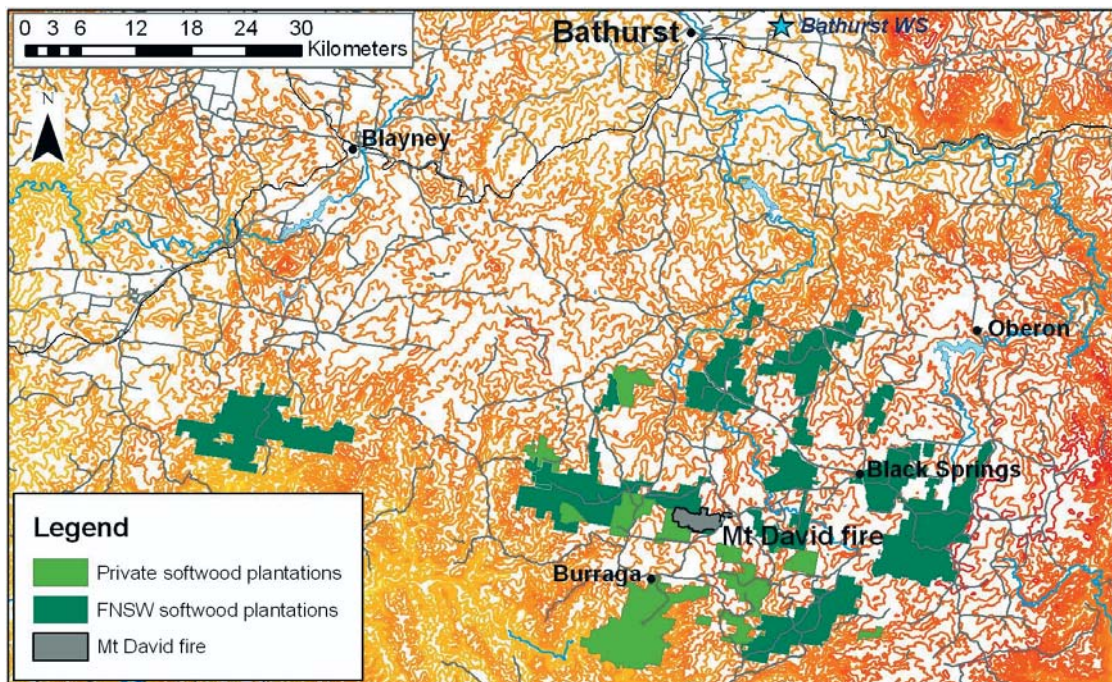 0 3 6 12 18 24 30
Kilometers
Bathurst
Bathurst WS
N
Blayney
Oberon
Black Springs
Mt David fire
Burraga
Legend
Private softwood plantations
FNSW softwood plantations
Mt David fire